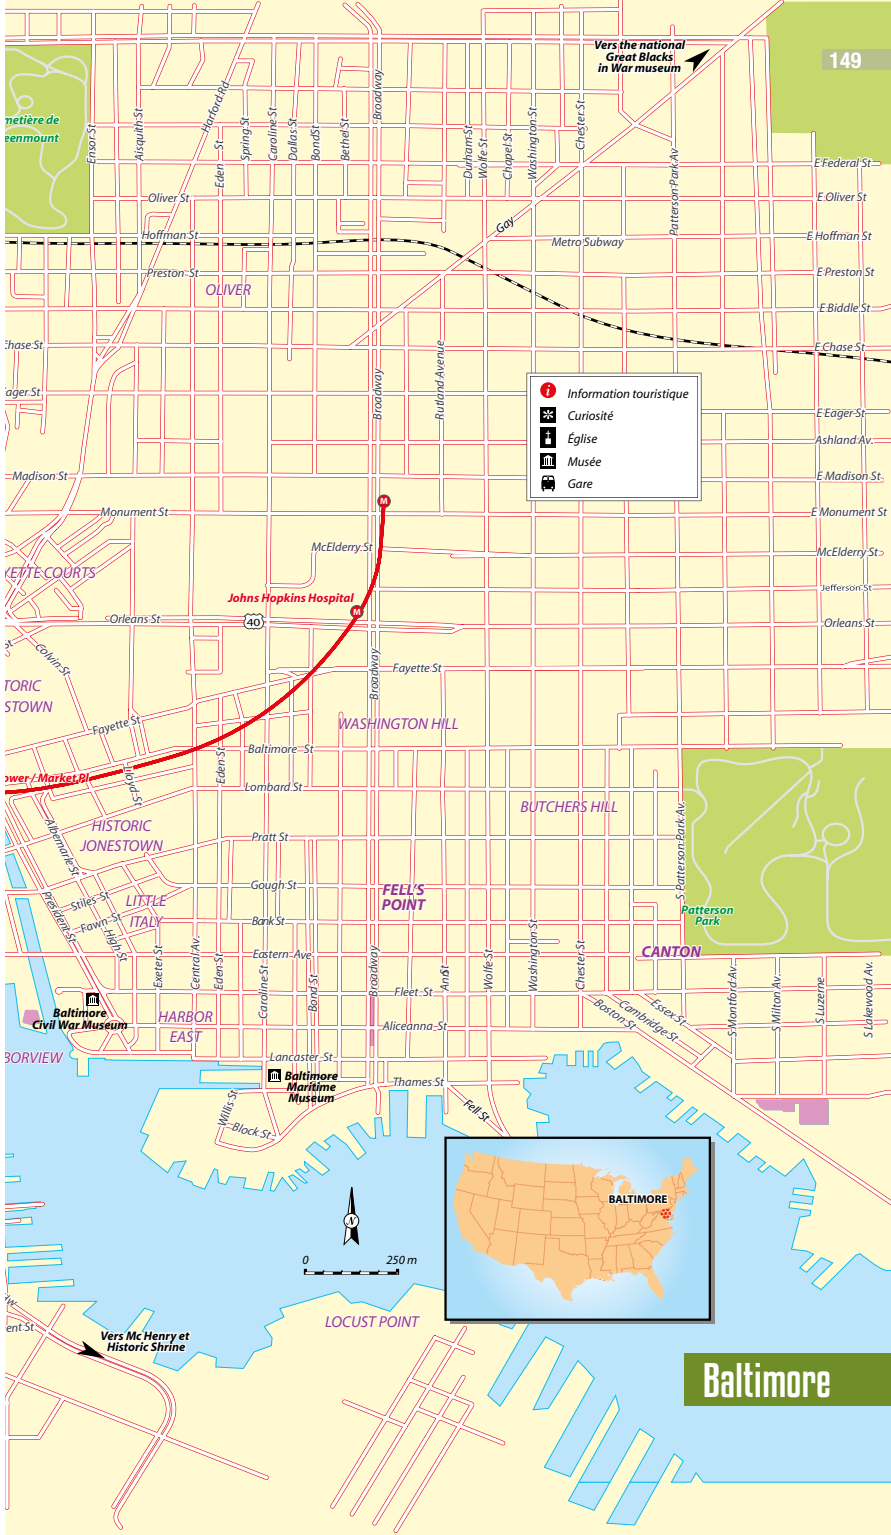 Vers the national
Great Blacks
in War museum
149
metière de
eenmount
Ensor St
Aisquith St
Harford Rd
Eden St
Spring St
Caroline St
Dallas St
Bond St
Bethel St
Broadway
Durham St
Wolfe St
Chapel St
Washington St
Chester St
Patterson Park Av
E Federal St
Oliver St
E Oliver St
Gay
Hoffman St
Metro Subway
E Hoffman St
Preston St
E Preston St
OLIVER
E Biddle St
Chase St
E Chase St
Rutland Avenue
Broadway
i
Information touristique
Curiosité
Église
Musée
Gare
ager St
E Eager St
Ashland Av.
Madison St
E Madison St
M
Monument St
E Monument St
McElderry St
McElderry St
YETTE COURTS
Jefferson St
Johns Hopkins Hospital
M
Orleans St
40
Orleans St
St
Colvin St
Broadway
Fayette St
TORIC
STOWN
Fayette St
WASHINGTON HILL
Baltimore St
Eden St
ower / Market Pl
Lloyd St
Lombard St
BUTCHERS HILL
S Patterson Park Av.
Albemarle St
HISTORIC
JONESTOWN
Pratt St
Gough St
FELL'S
POINT
President St
Stiles St
Fawn St
High St
LITTLE
ITALY
Bank St
Patterson
Park
Exeter St
Central Av.
Eden St
Eastern Ave
CANTON
Caroline St
Bond St
Broadway
Ann St
Wolfe St
Washington St
Chester St
S Montford Av.
S Milton Av.
S Luzerne
S Lakewood Av.
Fleet St
Baltimore
Civil War Museum
HARBOR
EAST
Aliceanna St
Boston St
Cambridge St
Essex St
BORVIEW
Lancaster St
Baltimore
Maritime
Museum
Thames St
Willis St
Block St
Fell St
BALTIMORE
N
0
250 m
LOCUST POINT
ent St
Vers Mc Henry et
Historic Shrine
Baltimore